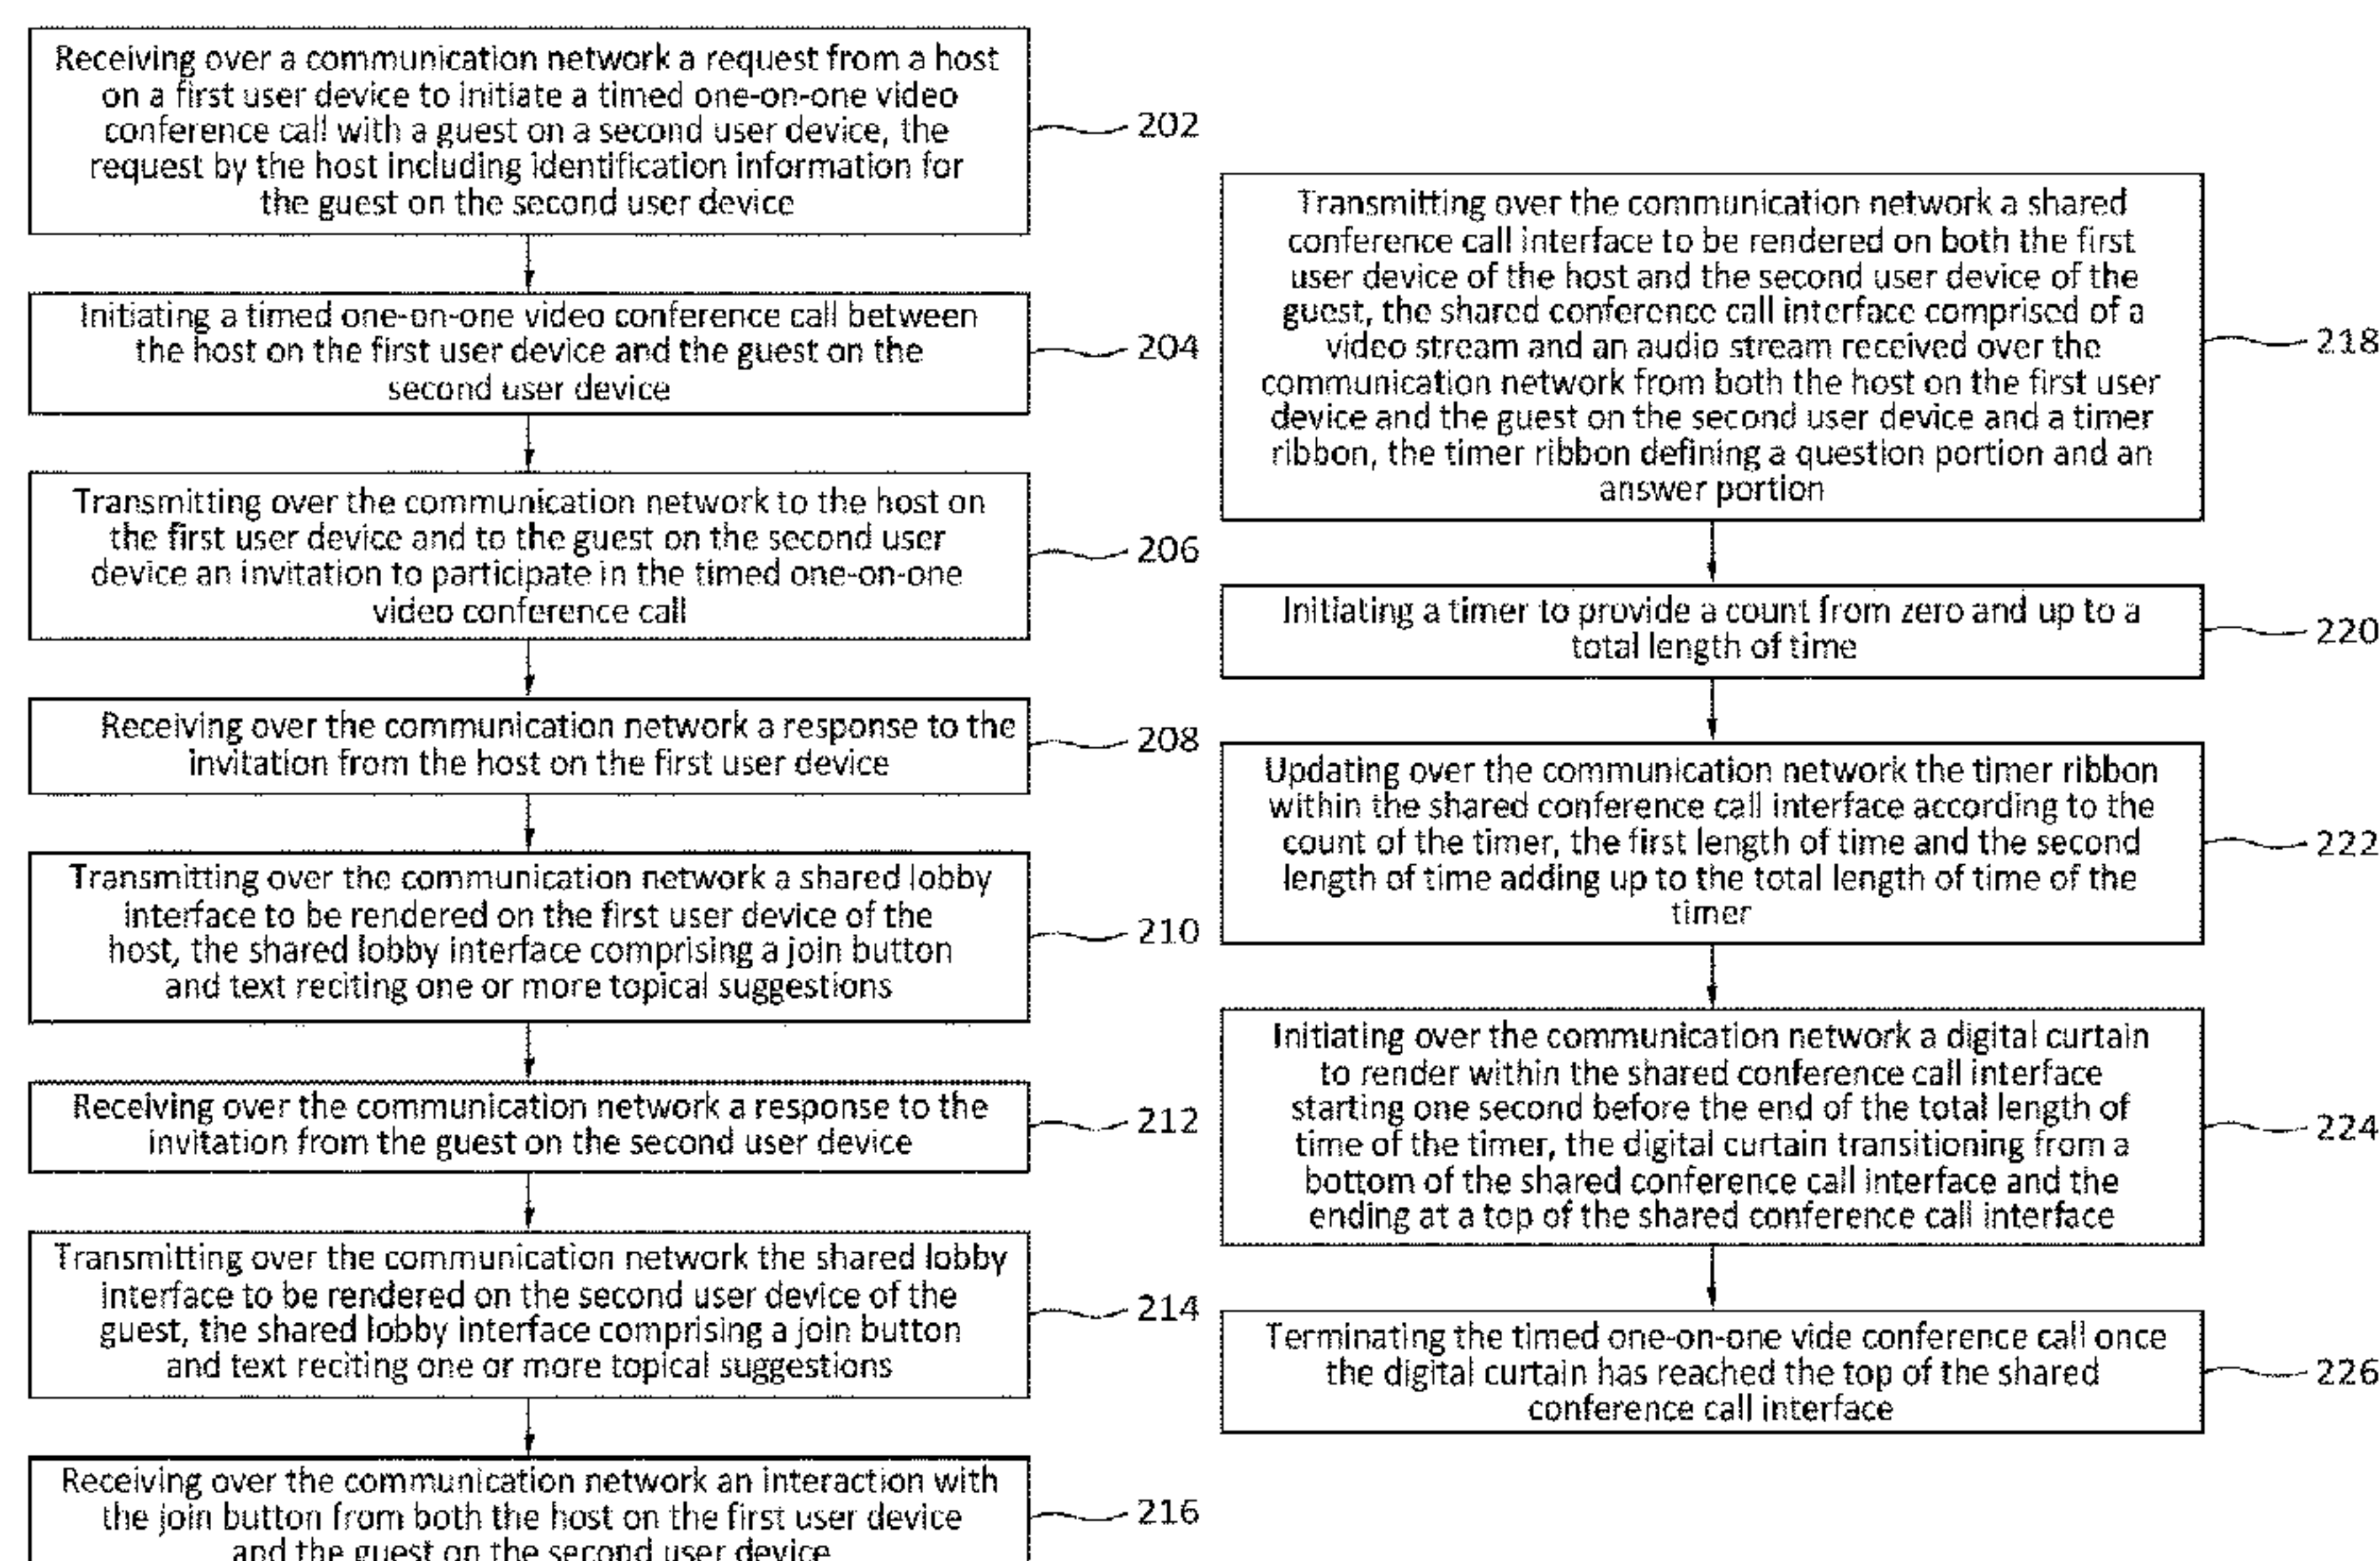 Receiving over a communication network a request from a host
on a first user device to initiate a timed one-on-one video
conference call with a guest on a second user device, the
request by the host including identification information for
the guest on the second user device
202
Initiating a timed one-on-one video conference call between
the host on the first user device and the guest on the
second user device
204
Transmitting over the communication network to the host on
the first user device and to the guest on the second user
device an invitation to participate in the timed one-on-one
video conference call
206
Receiving over the communication network a response to the
invitation from the host on the first user device
208
Transmitting over the communication network a shared lobby
interface to be rendered on the first user device of the
host, the shared lobby interface comprising a join button
and text reciting one or more topical suggestions
210
Receiving over the communication network a response to the
invitation from the guest on the second user device
212
Transmitting over the communication network the shared lobby
interface to be rendered on the second user device of the
guest, the shared lobby interface comprising a join button
and text reciting one or more topical suggestions
214
Receiving over the communication network an interaction with
the join button from both the host on the first user device
and the guest on the second user device
216
Transmitting over the communication network a shared
conference call interface to be rendered on both the first
user device of the host and the second user device of the
guest, the shared conference call interface comprised of a
video stream and an audio stream received over the
communication network from both the host on the first user
device and the guest on the second user device and a timer
ribbon, the timer ribbon defining a question portion and an
answer portion
218
Initiating a timer to provide a count from zero and up to a
total length of time
220
Updating over the communication network the timer ribbon
within the shared conference call interface according to the
count of the timer, the first length of time and the second
length of time adding up to the total length of time of the
timer
222
Initiating over the communication network a digital curtain
to render within the shared conference call interface
starting one second before the end of the total length of
time of the timer, the digital curtain transitioning from a
bottom of the shared conference call interface and the
ending at a top of the shared conference call interface
224
Terminating the timed one-on-one vide conference call once
the digital curtain has reached the top of the shared
conference call interface
226